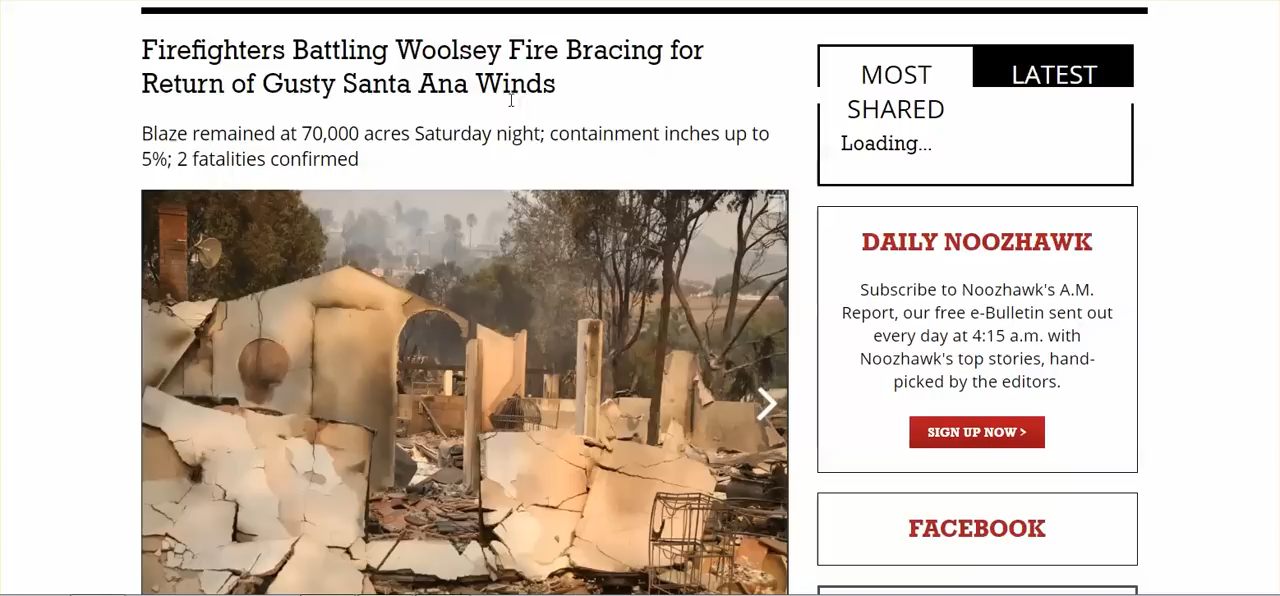 Firefighters Battling Woolsey Fire Bracing for
Return of Gusty Santa Ana Winds
Blaze remained at 70,000 acres Saturday night; containment inches up to
5%; 2 fatalities confirmed
MOST
SHARED
LATEST
Loading...
DAILY NOOZHAWK
Subscribe to Noozhawk's A.M.
Report, our free e-Bulletin sent out
every day at 4:15 a.m. with
Noozhawk's top stories, hand-
picked by the editors.
SIGN UP NOW >
FACEBOOK